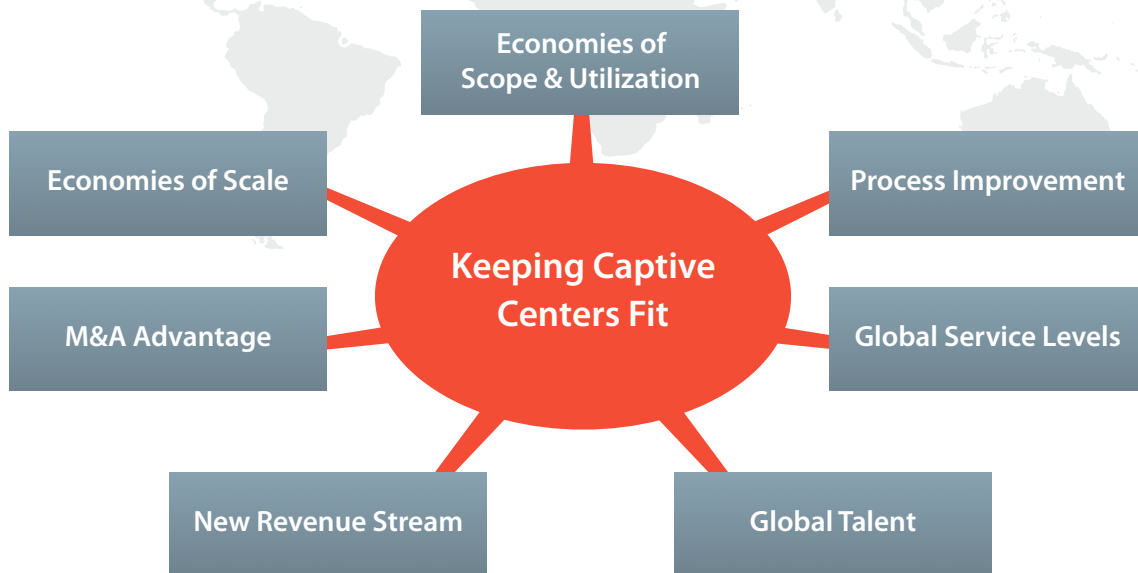 Economies of
Scope & Utilization
Economies of Scale
Process Improvement
Keeping Captive
Centers Fit
M&A Advantage
Global Service Levels
New Revenue Stream
Global Talent